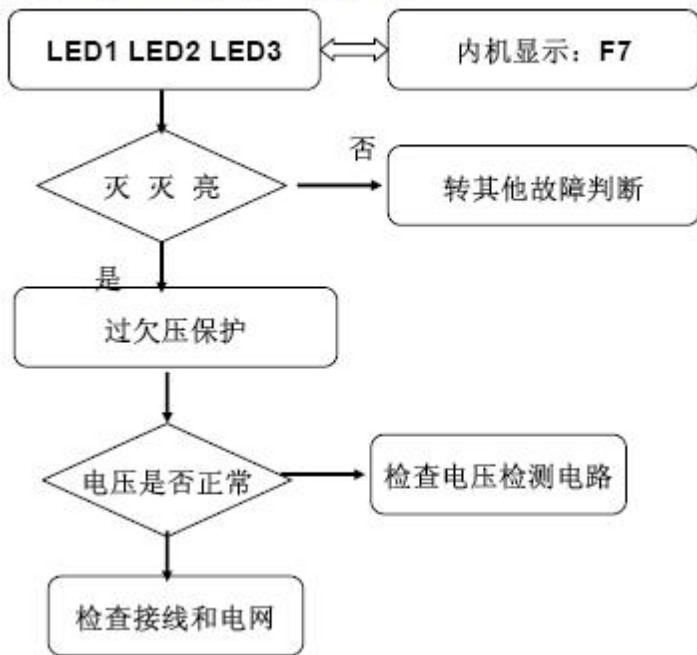 LED1 LED2 LED3
内机显示：F7
灭 灭 亮
否
转其他故障判断
是
过欠压保护
电压是否正常
检查电压检测电路
检查接线和电网